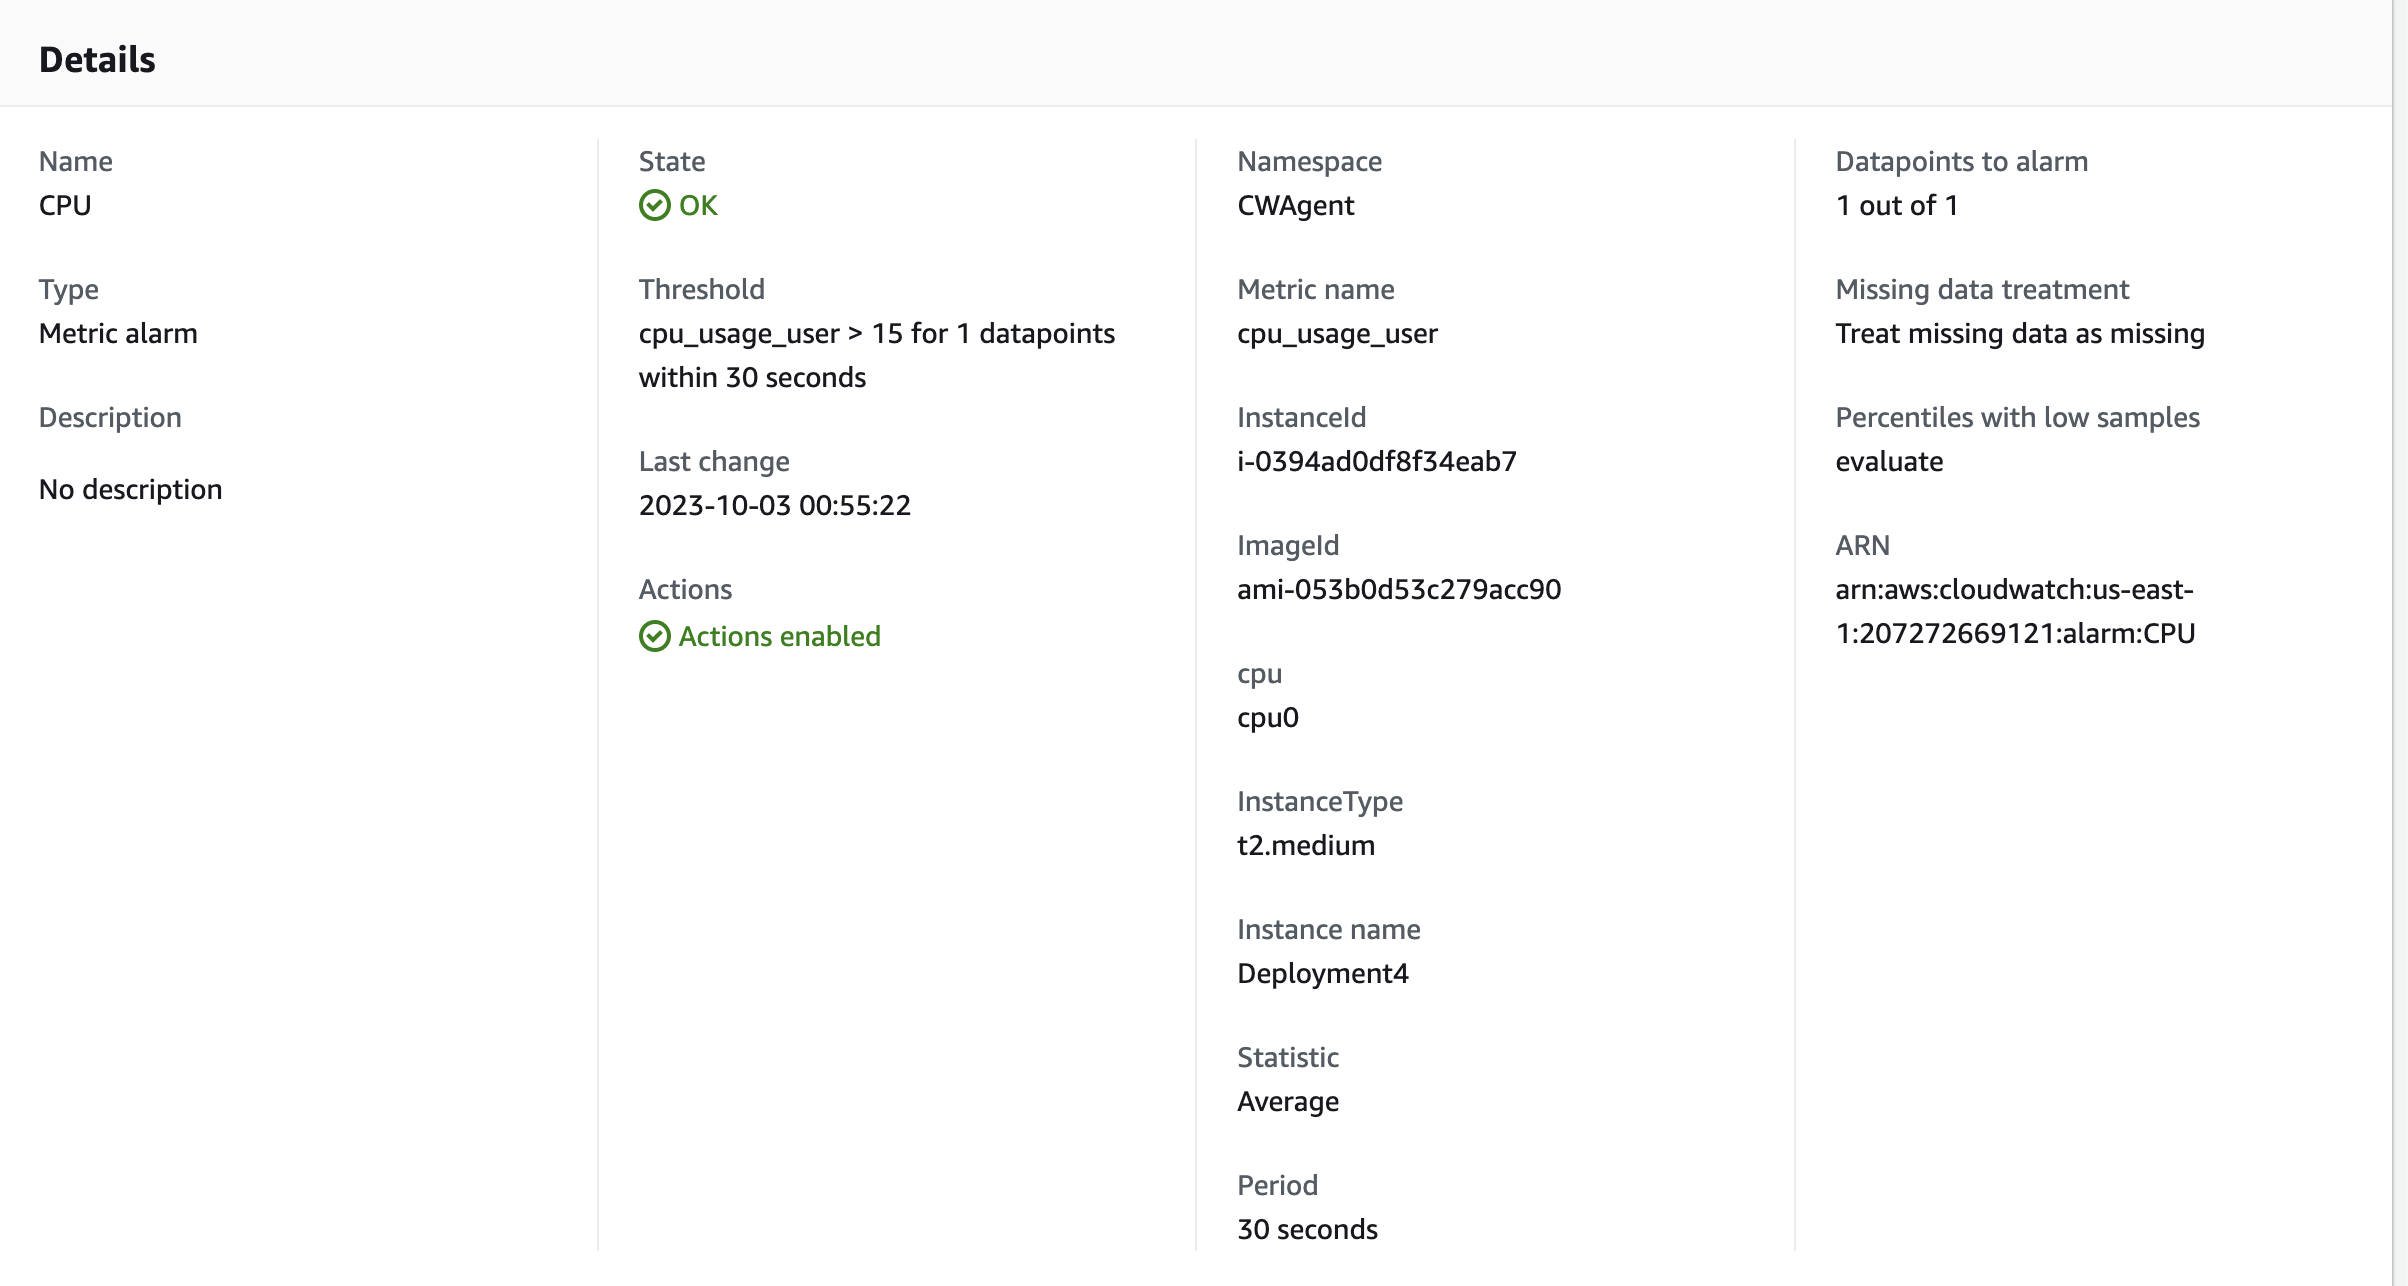 Details
Name
CPU
Type
Metric alarm
Description
No description
State
OK
Threshold
cpu_usage_user > 15 for 1 datapoints
within 30 seconds
Last change
2023-10-03 00:55:22
Actions
Actions enabled
Namespace
CWAgent
Metric name
cpu_usage_user
InstanceId
i-0394ad0df8f34eab7
ImageId
ami-053b0d53c279acc90
cpu
cpu0
InstanceType
t2.medium
Instance name
Deployment4
Statistic
Average
Period
30 seconds
Datapoints to alarm
1 out of 1
Missing data treatment
Treat missing data as missing
Percentiles with low samples
evaluate
ARN
arn:aws:cloudwatch:us-east-
1:207272669121:alarm:CPU